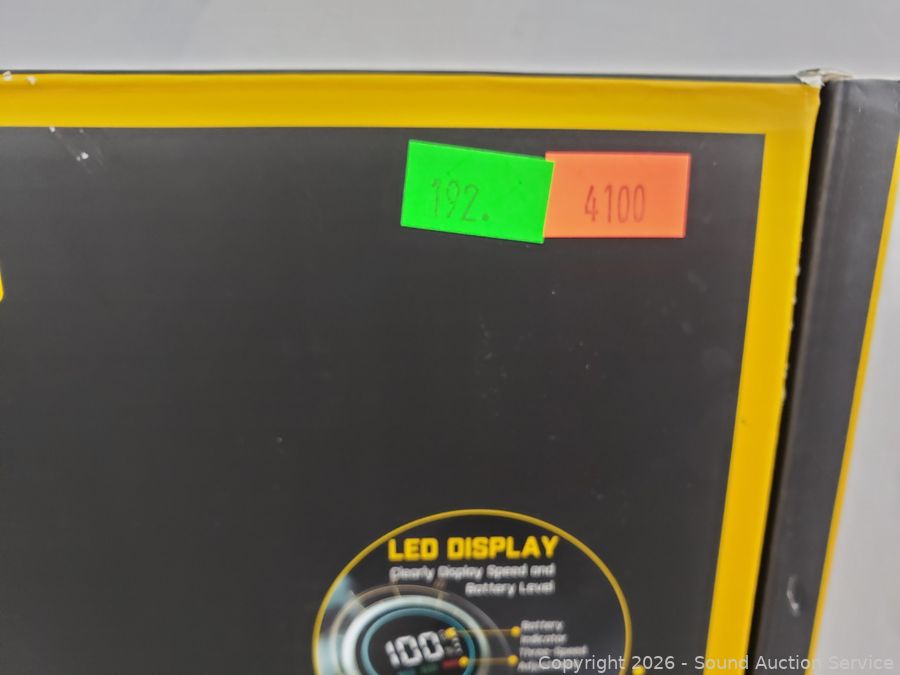 192.
4100
LED DISPLAY
Clearly Display Speed and
Battery Level
100
Battery
Indicator
Three-Speed
Copyright 2026 - Sound Auction Service